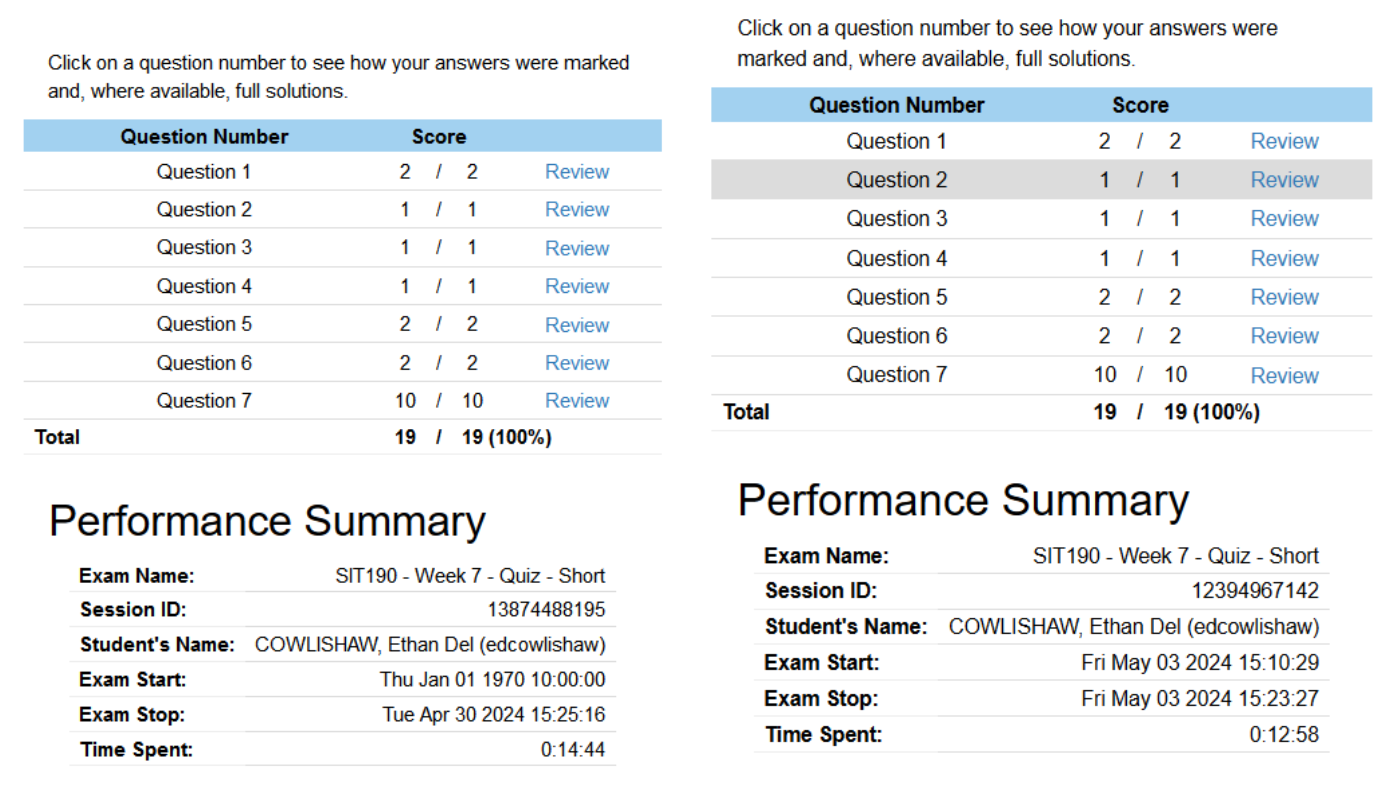 Click on a question number to see how your answers were marked
and, where available, full solutions.
Question Number Score
Question 1 2 / 2 Review
Question 2 1 / 1 Review
Question 3 1 / 1 Review
Question 4 1 / 1 Review
Question 5 2 / 2 Review
Question 6 2 / 2 Review
Question 7 10 / 10 Review
Total 19 / 19 (100%)
Performance Summary
Exam Name: SIT190 - Week 7 - Quiz - Short
Session ID: 13874488195
Student's Name: COWLISHAW, Ethan Del (edcowlishaw)
Exam Start: Thu Jan 01 1970 10:00:00
Exam Stop: Tue Apr 30 2024 15:25:16
Time Spent: 0:14:44
Click on a question number to see how your answers were
marked and, where available, full solutions.
Question Number Score
Question 1 2 / 2 Review
Question 2 1 / 1 Review
Question 3 1 / 1 Review
Question 4 1 / 1 Review
Question 5 2 / 2 Review
Question 6 2 / 2 Review
Question 7 10 / 10 Review
Total 19 / 19 (100%)
Performance Summary
Exam Name: SIT190 - Week 7 - Quiz - Short
Session ID: 12394967142
Student's Name: COWLISHAW, Ethan Del (edcowlishaw)
Exam Start: Fri May 03 2024 15:10:29
Exam Stop: Fri May 03 2024 15:23:27
Time Spent: 0:12:58